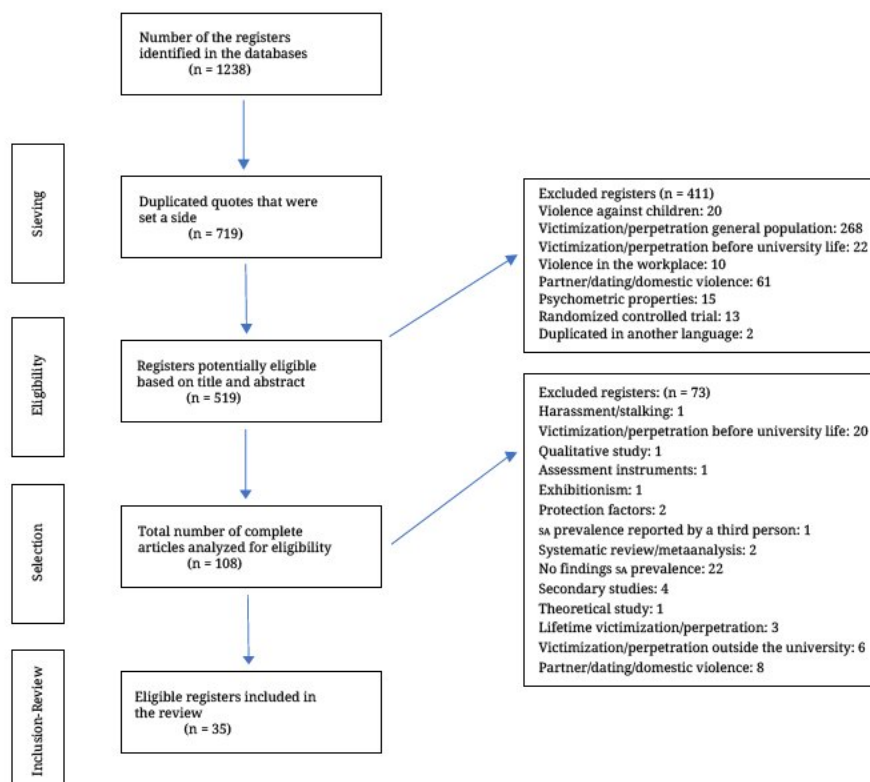 Number of the registers
identified in the databases
(n = 1238)
Sieving
Duplicated quotes that were
set a side
(n = 719)
Excluded registers (n = 411)
Violence against children: 20
Victimization/perpetration general population: 268
Victimization/perpetration before university life: 22
Violence in the workplace: 10
Partner/dating/domestic violence: 61
Psychometric properties: 15
Randomized controlled trial: 13
Duplicated in another language: 2
Eligibility
Registers potentially eligible
based on title and abstract
(n = 519)
Excluded registers: (n = 73)
Harassment/stalking: 1
Victimization/perpetration before university life: 20
Qualitative study: 1
Assessment instruments: 1
Exhibitionism: 1
Protection factors: 2
SA prevalence reported by a third person: 1
Systematic review/metaanalysis: 2
No findings SA prevalence: 22
Secondary studies: 4
Theoretical study: 1
Lifetime victimization/perpetration: 3
Victimization/perpetration outside the university: 6
Partner/dating/domestic violence: 8
Selection
Total number of complete
articles analyzed for eligibility
(n = 108)
Inclusion-Review
Eligible registers included in
the review
(n = 35)